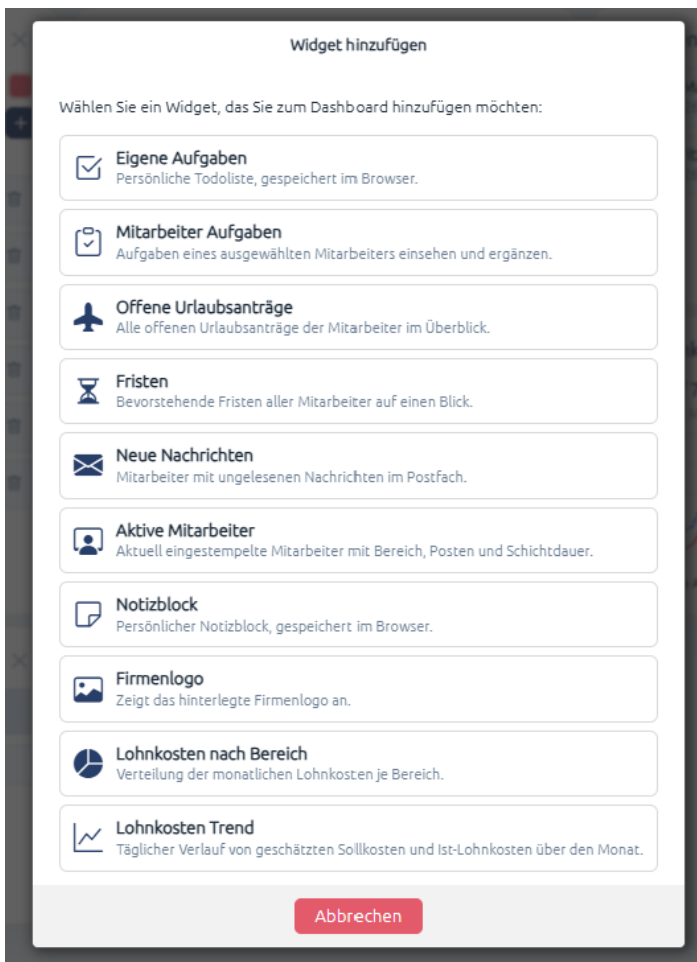 Widget hinzufügen
Wählen Sie ein Widget, das Sie zum Dashboard hinzufügen möchten:
Eigene Aufgaben
Persönliche Todoliste, gespeichert im Browser.
Mitarbeiter Aufgaben
Aufgaben eines ausgewählten Mitarbeiters einsehen und ergänzen.
Offene Urlaubsanträge
Alle offenen Urlaubsanträge der Mitarbeiter im Überblick.
Fristen
Bevorstehende Fristen aller Mitarbeiter auf einen Blick.
Neue Nachrichten
Mitarbeiter mit ungelesenen Nachrichten im Postfach.
Aktive Mitarbeiter
Aktuell eingestempelte Mitarbeiter mit Bereich, Posten und Schichtdauer.
Notizblock
Persönlicher Notizblock, gespeichert im Browser.
Firmenlogo
Zeigt das hinterlegte Firmenlogo an.
Lohnkosten nach Bereich
Verteilung der monatlichen Lohnkosten je Bereich.
Lohnkosten Trend
Täglicher Verlauf von geschätzten Sollkosten und Ist-Lohnkosten über den Monat.
Abbrechen